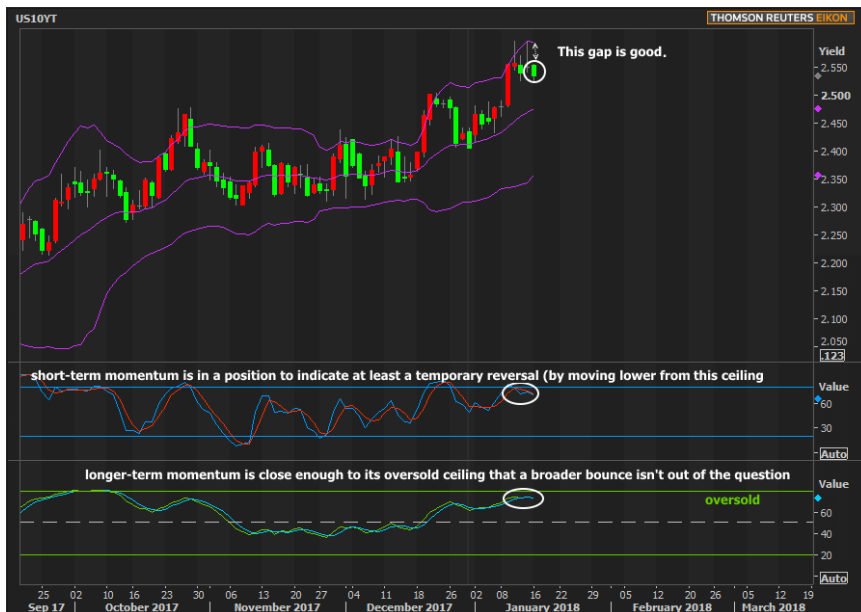 US10YT
THOMSON REUTERS EIKON
This gap is good.
Yield
2.550
2.500
2.450
2.400
2.350
2.300
2.250
2.200
2.150
2.100
2.050
.123
short-term momentum is in a position to indicate at least a temporary reversal (by moving lower from this ceiling
Value
60
30
Auto
longer-term momentum is close enough to its oversold ceiling that a broader bounce isn't out of the question
Value
oversold
60
40
20
Auto
25 02 10 16 23 30 06 13 20 27 04 11 18 26 02 08 16 22 29 05 12 20 26 05 12 19
Sep 17 October 2017 November 2017 December 2017 January 2018 February 2018 March 2018